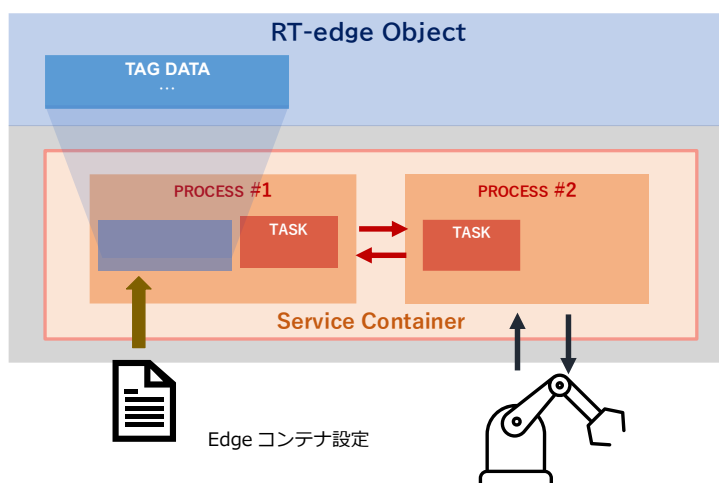 RT-edge Object
TAG DATA
...
PROCESS #1
PROCESS #2
TASK
TASK
Service Container
Edge コンテナ設定